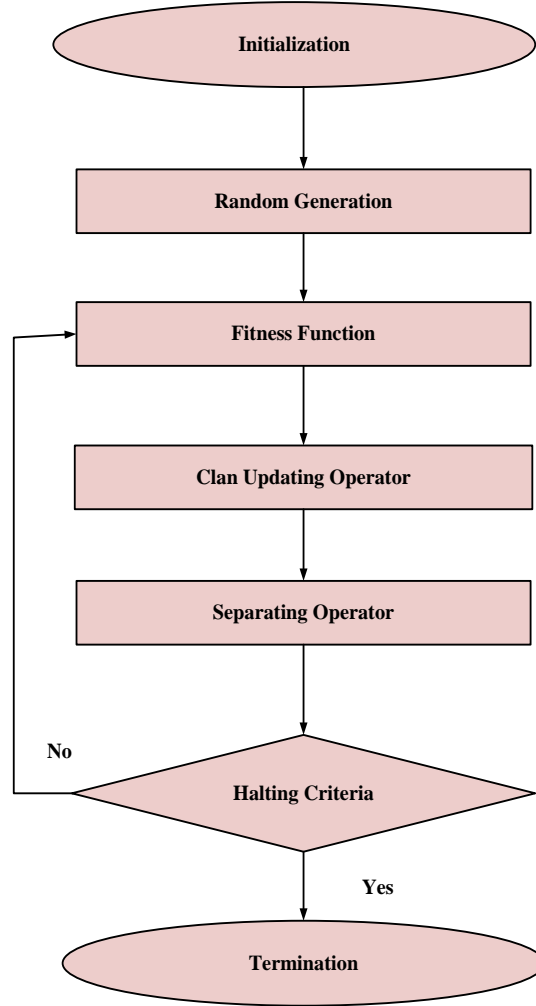 Initialization
Random Generation
Fitness Function
Clan Updating Operator
Separating Operator
No
Halting Criteria
Yes
Termination